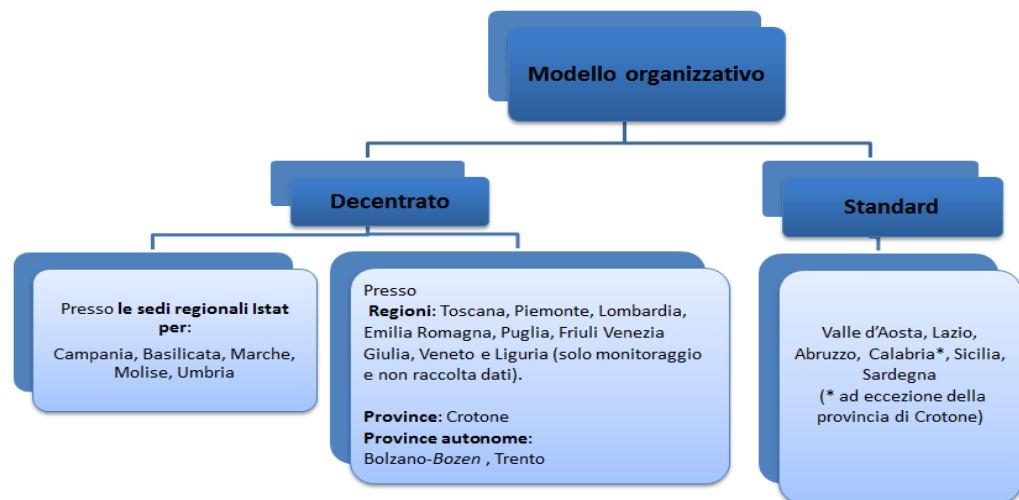 Modello organizzativo
Decentrato
Standard
Presso le sedi regionali Istat
per:
Campania, Basilicata, Marche,
Molise, Umbria
Presso
Regioni: Toscana, Piemonte, Lombardia,
Emilia Romagna, Puglia, Friuli Venezia
Giulia, Veneto e Liguria (solo monitoraggio
e non raccolta dati).
Province: Crotone
Province autonome:
Bolzano-Bozen , Trento
Valle d’Aosta, Lazio,
Abruzzo, Calabria*, Sicilia,
Sardegna
(* ad eccezione della
provincia di Crotone)